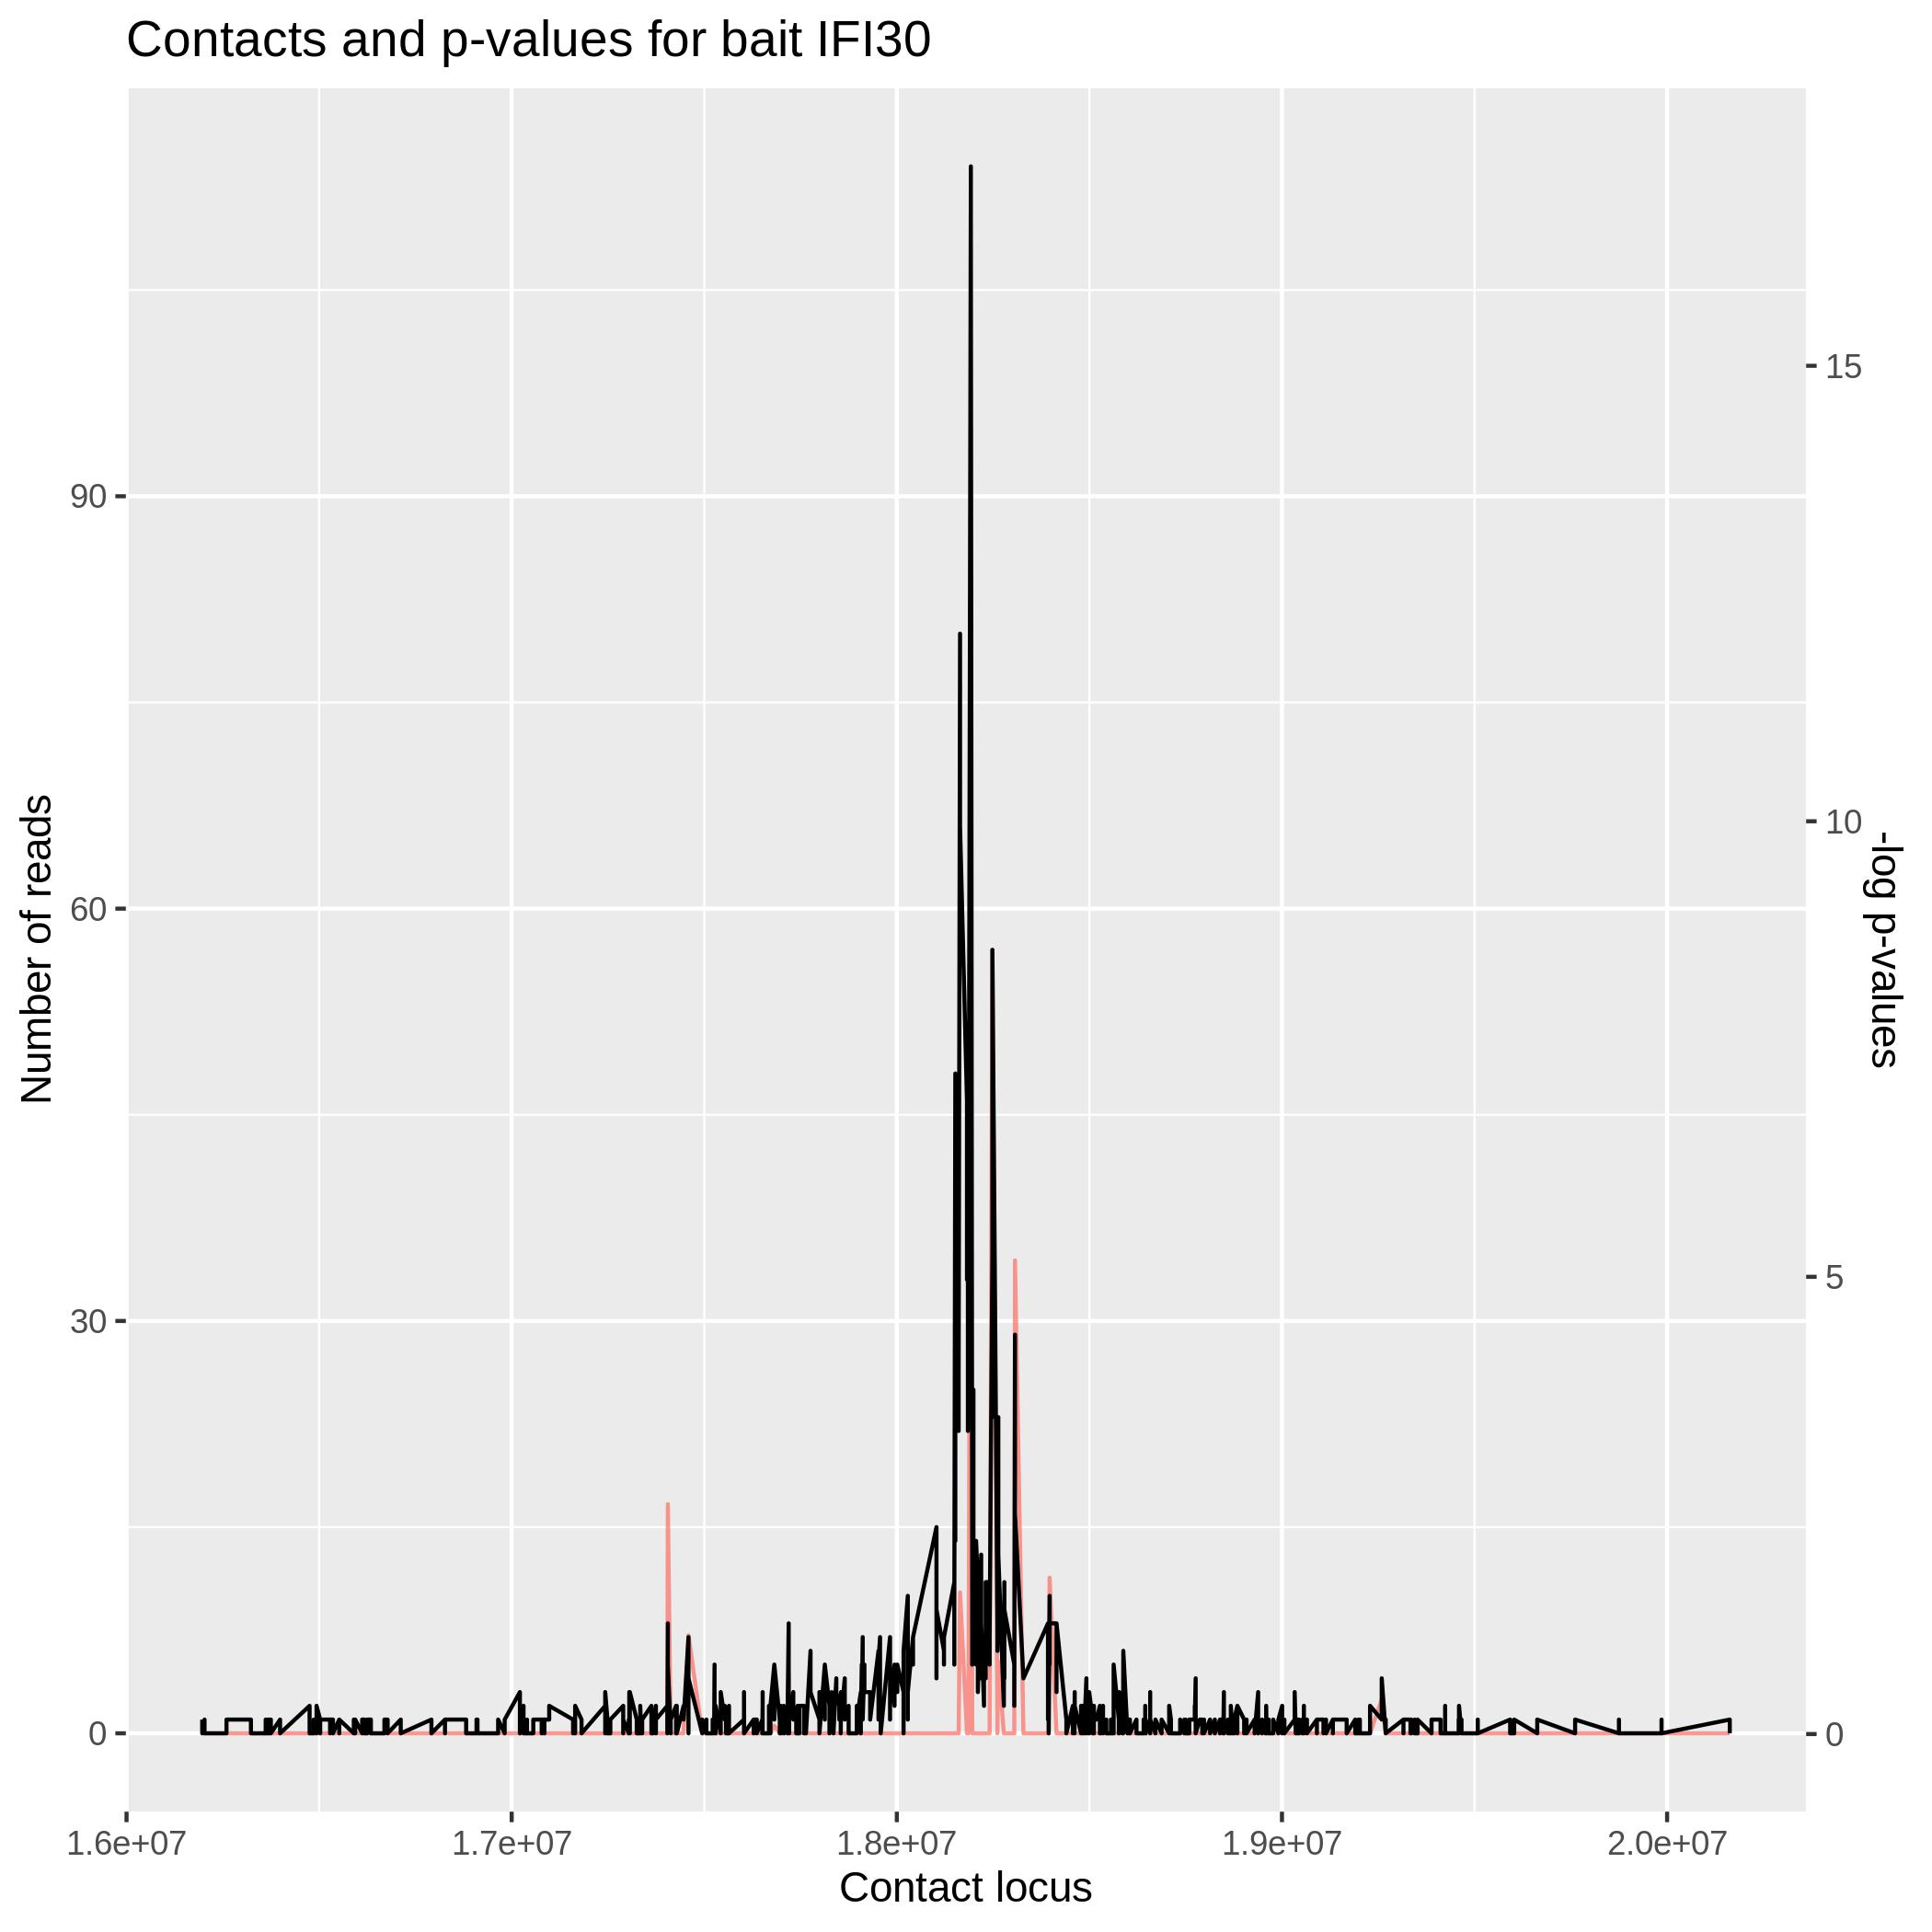 Contacts and p-values for bait IFI30
Number of reads
90
60
30
0
15
10
5
0
-log p-values
1.6e+07
1.7e+07
1.8e+07
1.9e+07
2.0e+07
Contact locus